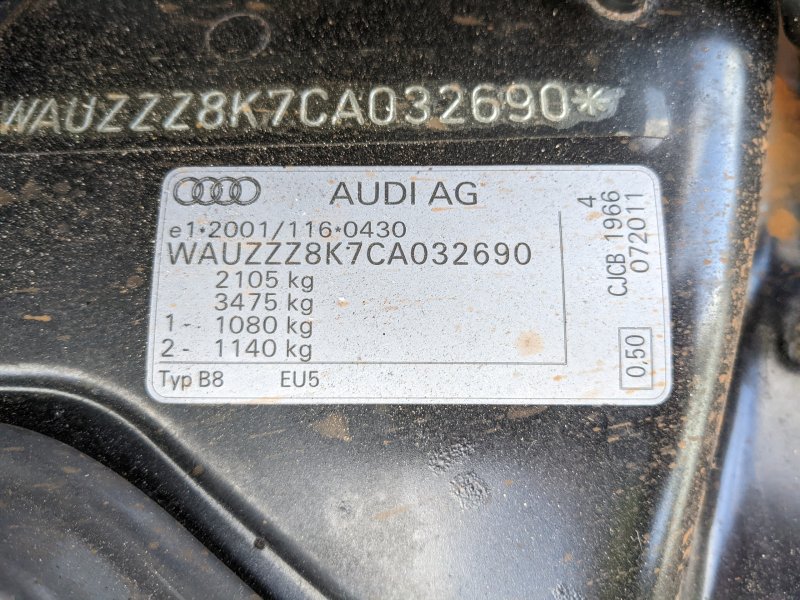 WAUZZZ8K7CA032690*
AUDI AG
e1*2001/116*0430
WAUZZZ8K7CA032690
2105 kg
3475 kg
1- 1080 kg
2- 1140 kg
Typ B8 EU5
4
CJCB 1966
072011
0,50